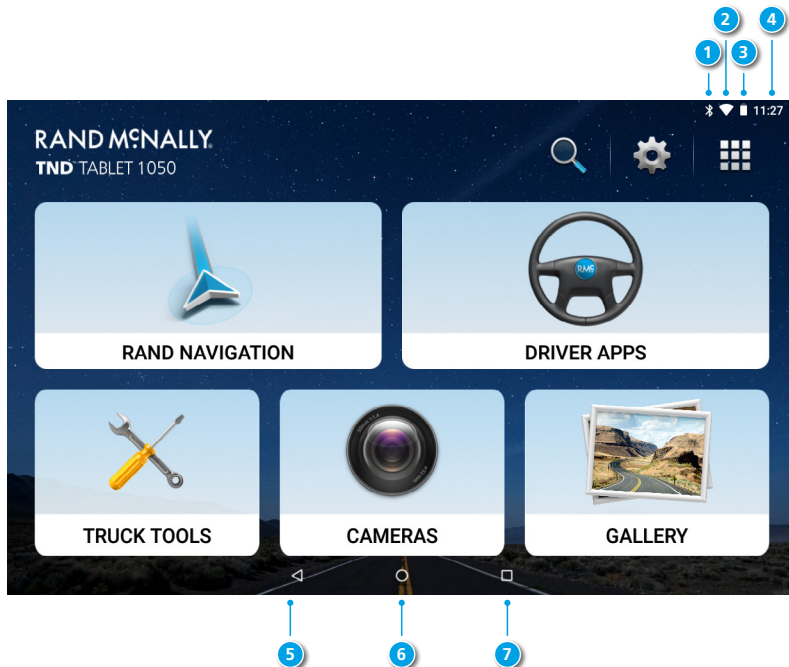 2 4
1 3
11:27
RAND McNALLY
TND TABLET 1050
RMC
RAND NAVIGATION
DRIVER APPS
TRUCK TOOLS
CAMERAS
GALLERY
5 6 7